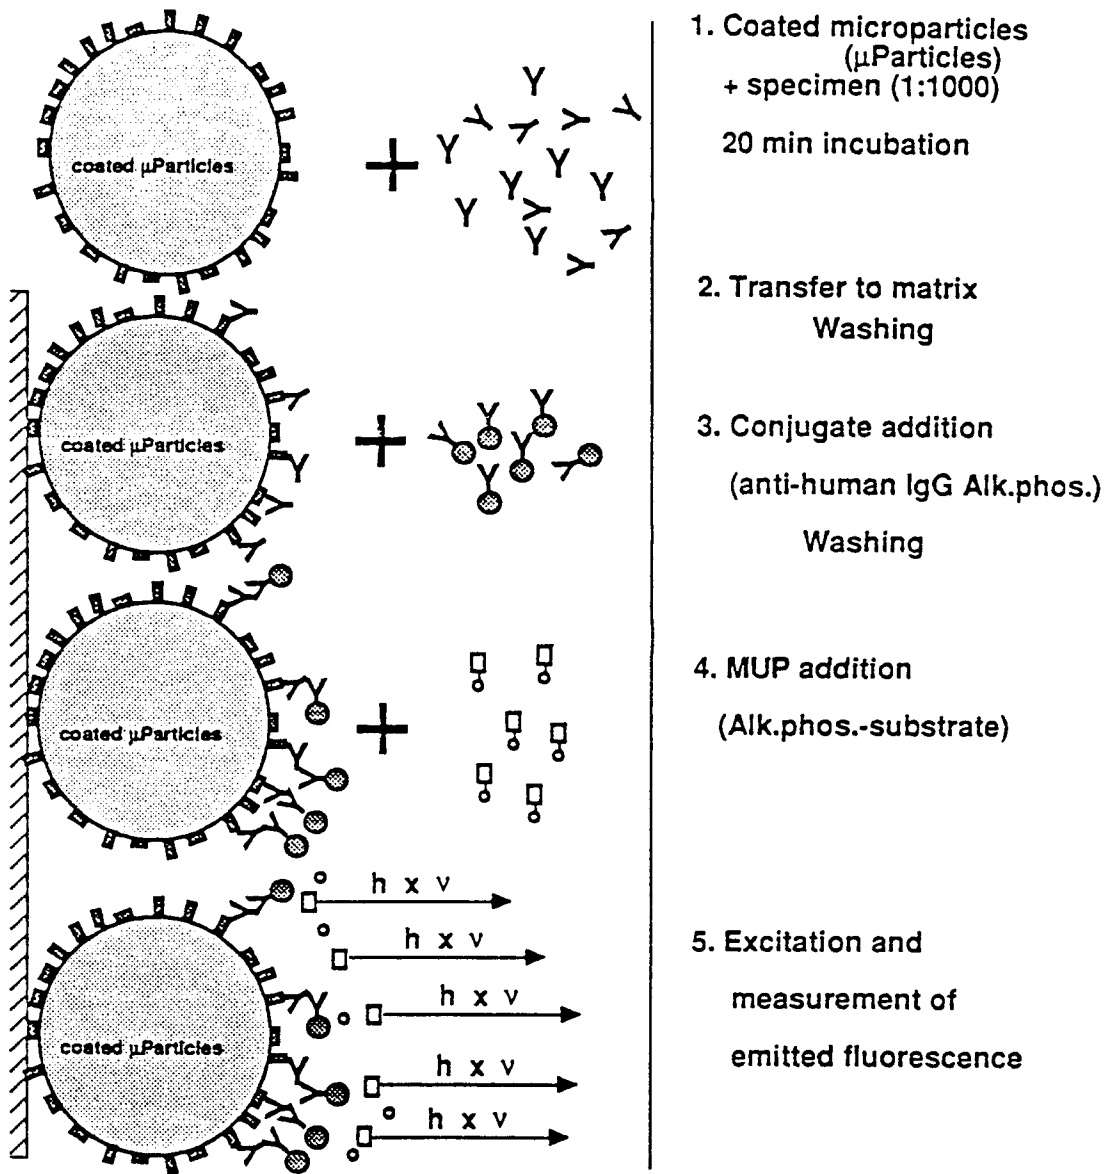 coated µParticles
1. Coated microparticles
(µParticles)
+ specimen (1:1000)
20 min incubation
2. Transfer to matrix
Washing
coated µParticles
3. Conjugate addition
(anti-human IgG Alk.phos.)
Washing
coated µParticles
4. MUP addition
(Alk.phos.-substrate)
h x ν
h x ν
h x ν
h x ν
h x ν
coated µParticles
5. Excitation and
measurement of
emitted fluorescence